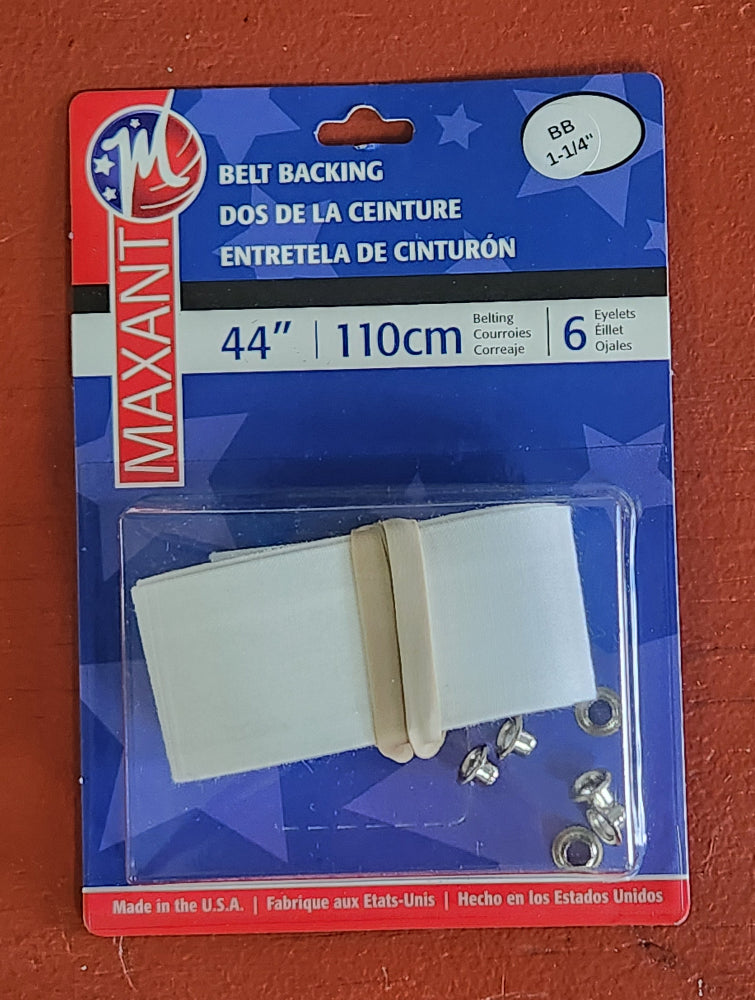 M
MAXANT
BELT BACKING
DOS DE LA CEINTURE
ENTRETELA DE CINTURÓN
BB
1-1/4"
44" | 110cm
Belting
Courroies
Correaje
6
Eyelets
Éillet
Ojales
Made in the U.S.A. | Fabrique aux Etats-Unis | Hecho en los Estados Unidos